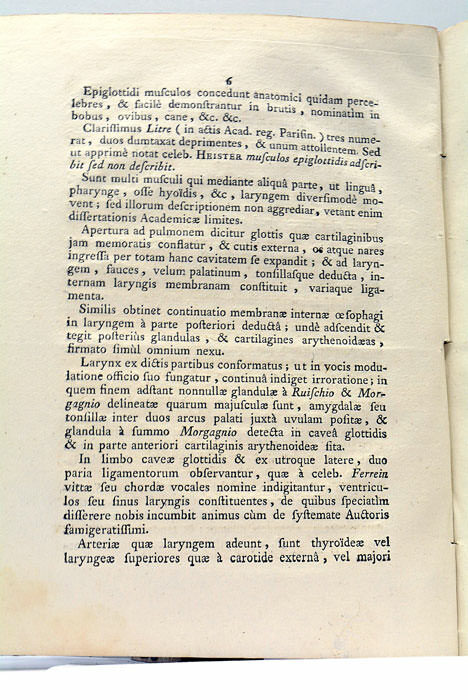 6
Epiglottidi muſculos concedunt anatomici quidam perce-
lebres, & facilè demonſtrantur in brutis, nominatìm in
bobus, ovibus, cane, &c. &c.
Clariſſimus Litre (in actis Acad. reg. Pariſin.) tres nume-
rat, duos dumtaxat deprimentes, & unum attollentem. Sed
ut apprimè notat celeb. HEISTER muſculos epiglottidis adſcri-
bit ſed non deſcribit.
Sunt multi muſculi qui mediante aliquâ parte, ut linguâ,
pharynge, oſſe hyoïdis, &c, laryngem diverſimodè mo-
vent; ſed illorum deſcriptionem non aggrediar, vetant enim
diſſertationis Academicæ limites.
Apertura ad pulmonem dicitur glottis quæ cartilaginibus
jam memoratis conflatur, & cutis externa, os atque nares
ingreſſa per totam hanc cavitatem ſe expandit; & ad laryn-
gem, fauces, velum palatinum, tonſillaſque deducta, in-
ternam laryngis membranam conſtituit, variaque liga-
menta.
Similis obtinet continuatio membranæ internæ œſophagi
in laryngem à parte poſteriori deductâ; undè adſcendit &
tegit poſteriùs glandulas, & cartilagines arythenoidæas,
firmato ſimùl omnium nexu.
Larynx ex dictis partibus conformatus; ut in vocis modu-
latione officio ſuo fungatur, continuâ indiget irroratione; in
quem finem adſtant nonnullæ glandulæ à Ruiſchio & Mor-
gagnio delineatæ quarum majuſculæ ſunt, amygdalæ ſeu
tonſillæ inter duos arcus palati juxtà uvulam poſitæ, &
glandula à ſummo Morgagnio detecta in caveâ glottidis
& in parte anteriori cartilaginis arythenoideæ ſita.
In limbo caveæ glottidis & ex utroque latere, duo
paria ligamentorum obſervantur, quæ à celeb. Ferrein
vittæ ſeu chordæ vocales nomine indigitantur, ventricu-
los ſeu ſinus laryngis conſtituentes, de quibus ſpeciatìm
diſſerere nobis incumbit animus cùm de ſyſtemate Auctoris
famigeratiſſimi.
Arteriæ quæ laryngem adeunt, ſunt thyroïdeæ vel
laryngeæ ſuperiores quæ à carotide externâ, vel majori